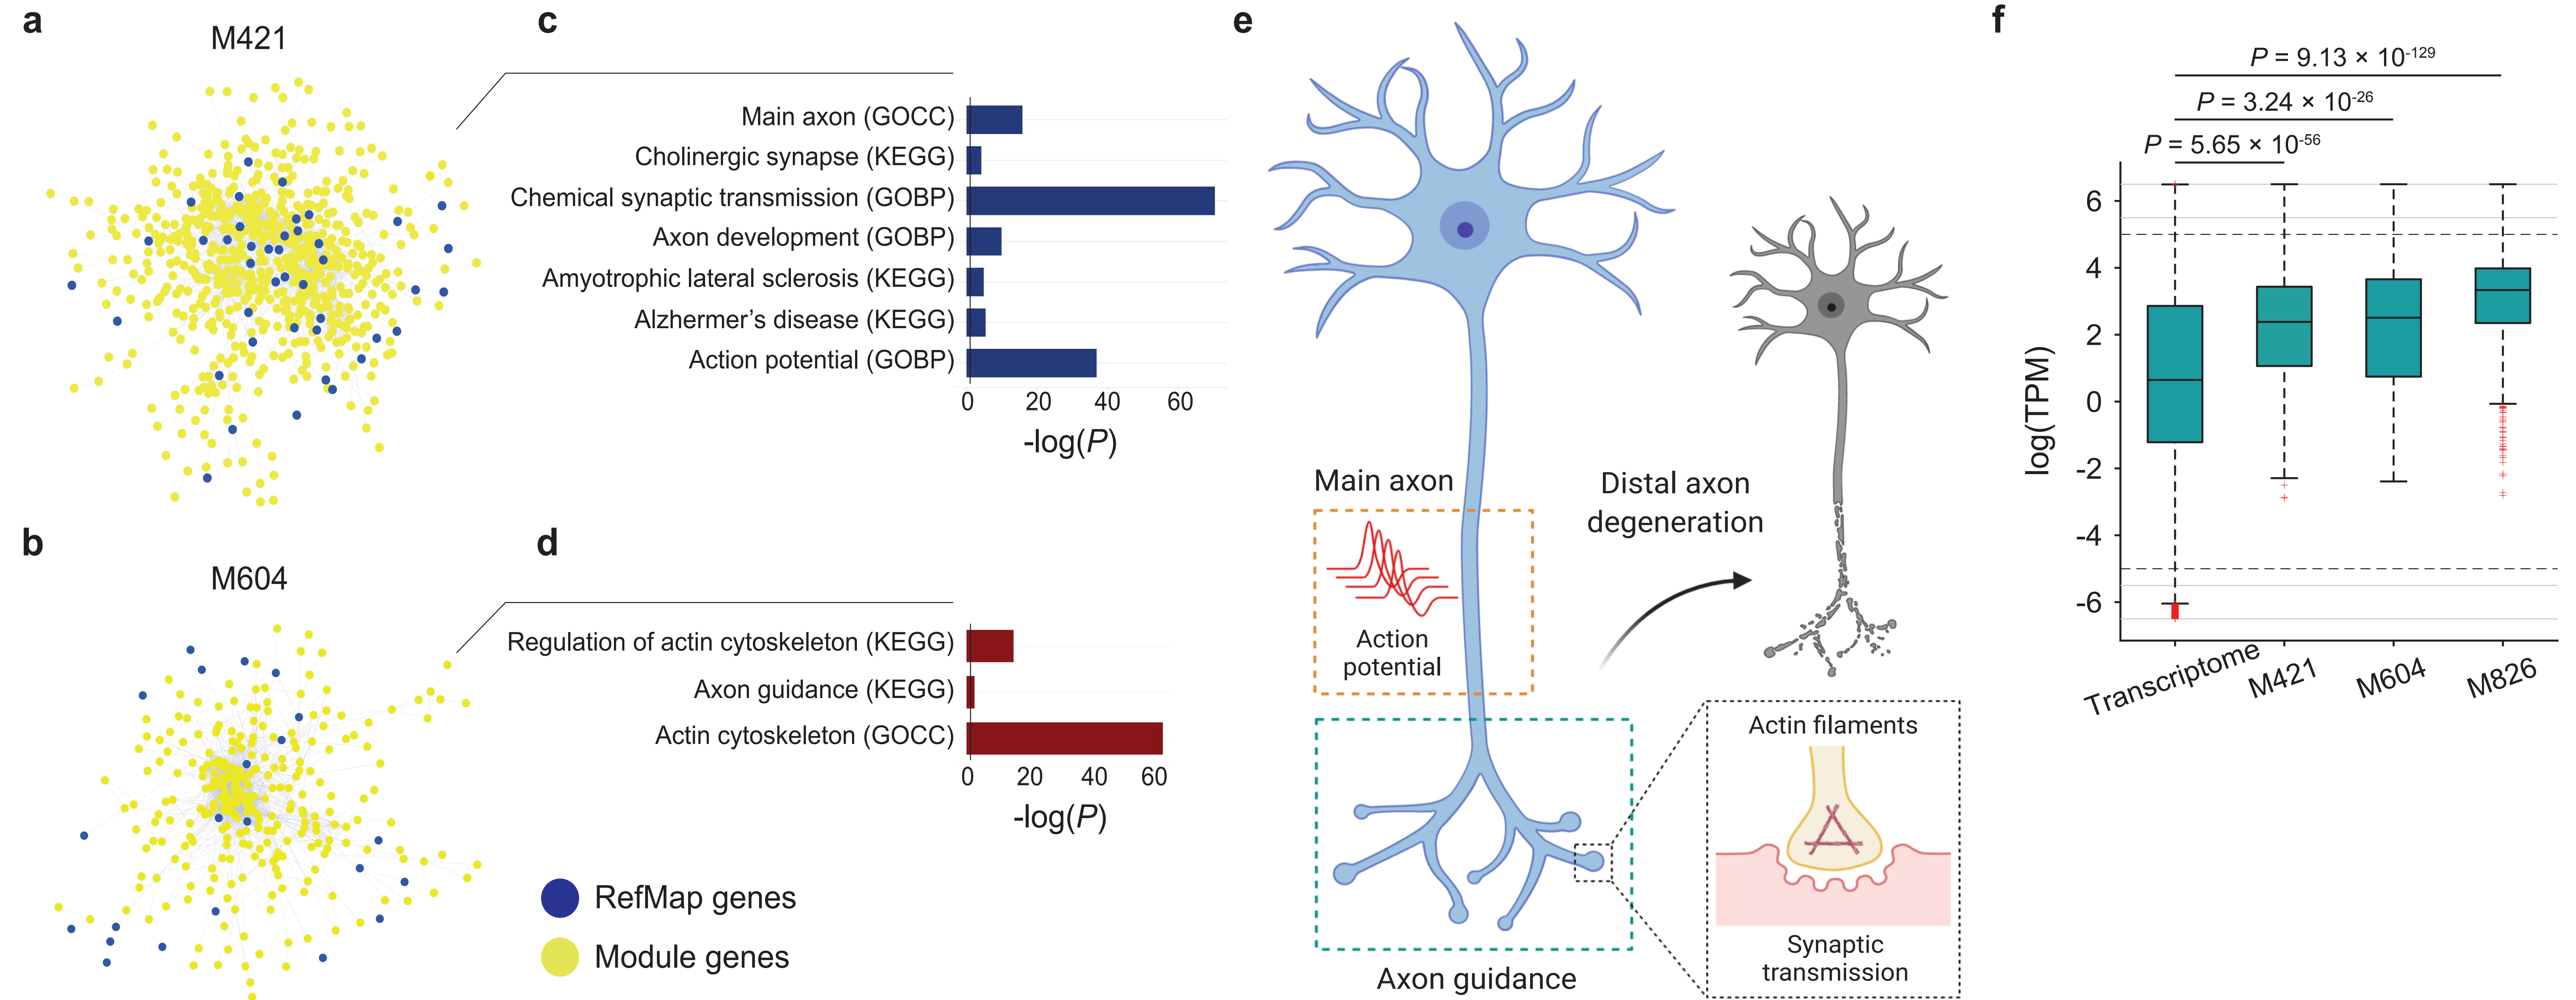 a
M421
b
M604
c
Main axon (GOCC)
Cholinergic synapse (KEGG)
Chemical synaptic transmission (GOBP)
Axon development (GOBP)
Amyotrophic lateral sclerosis (KEGG)
Alzhermer’s disease (KEGG)
Action potential (GOBP)
0 20 40 60
-log(P)
d
Regulation of actin cytoskeleton (KEGG)
Axon guidance (KEGG)
Actin cytoskeleton (GOCC)
0 20 40 60
-log(P)
RefMap genes
Module genes
e
Main axon
Action
potential
Distal axon
degeneration
Axon guidance
Actin filaments
Synaptic
transmission
f
P = 9.13 × 10-129
P = 3.24 × 10-26
P = 5.65 × 10-56
log(TPM)
6
4
2
0
-2
-4
-6
Transcriptome M421 M604 M826